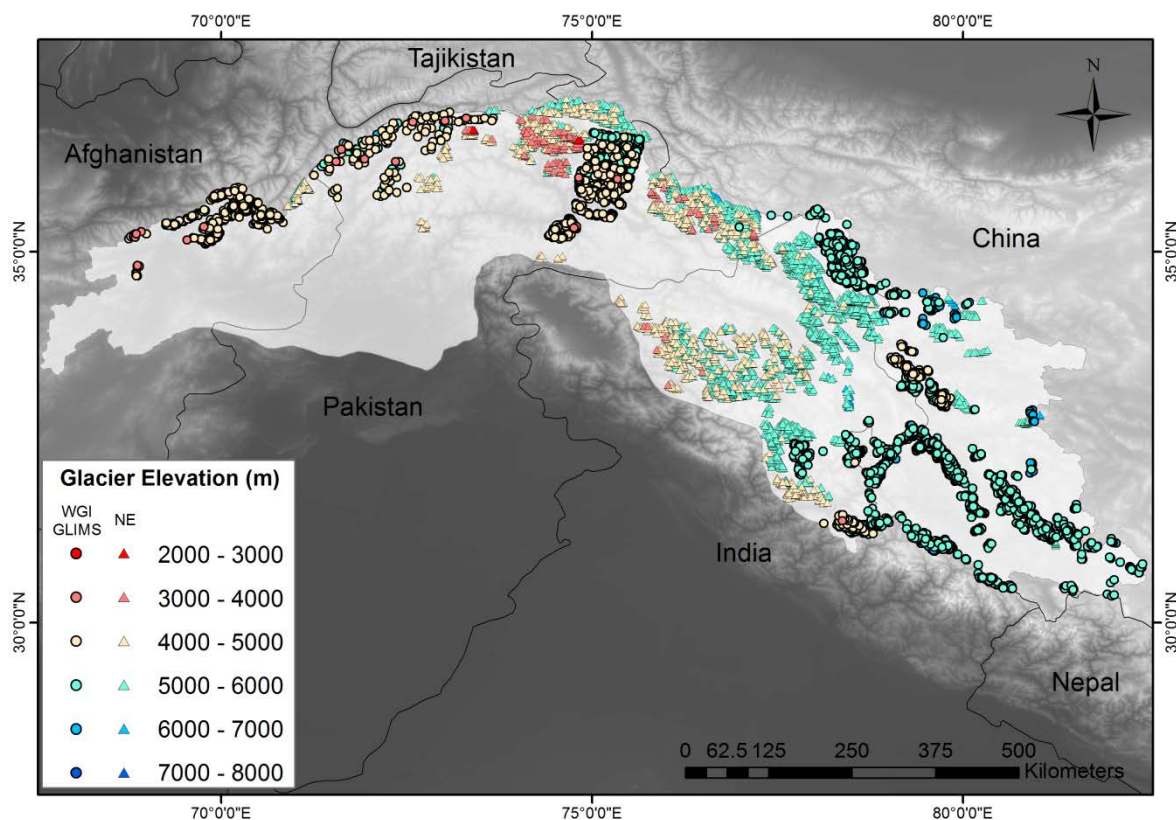 70°0'0"E 75°0'0"E 80°0'0"E
Tajikistan
N
Afghanistan
35°0'0"N 35°0'0"N
China
Pakistan
Glacier Elevation (m)
WGI
GLIMS NE
2000 - 3000
3000 - 4000
4000 - 5000
5000 - 6000
6000 - 7000
7000 - 8000
India
30°0'0"N 30°0'0"N
Nepal
0 62.5 125 250 375 500
Kilometers
70°0'0"E 75°0'0"E 80°0'0"E